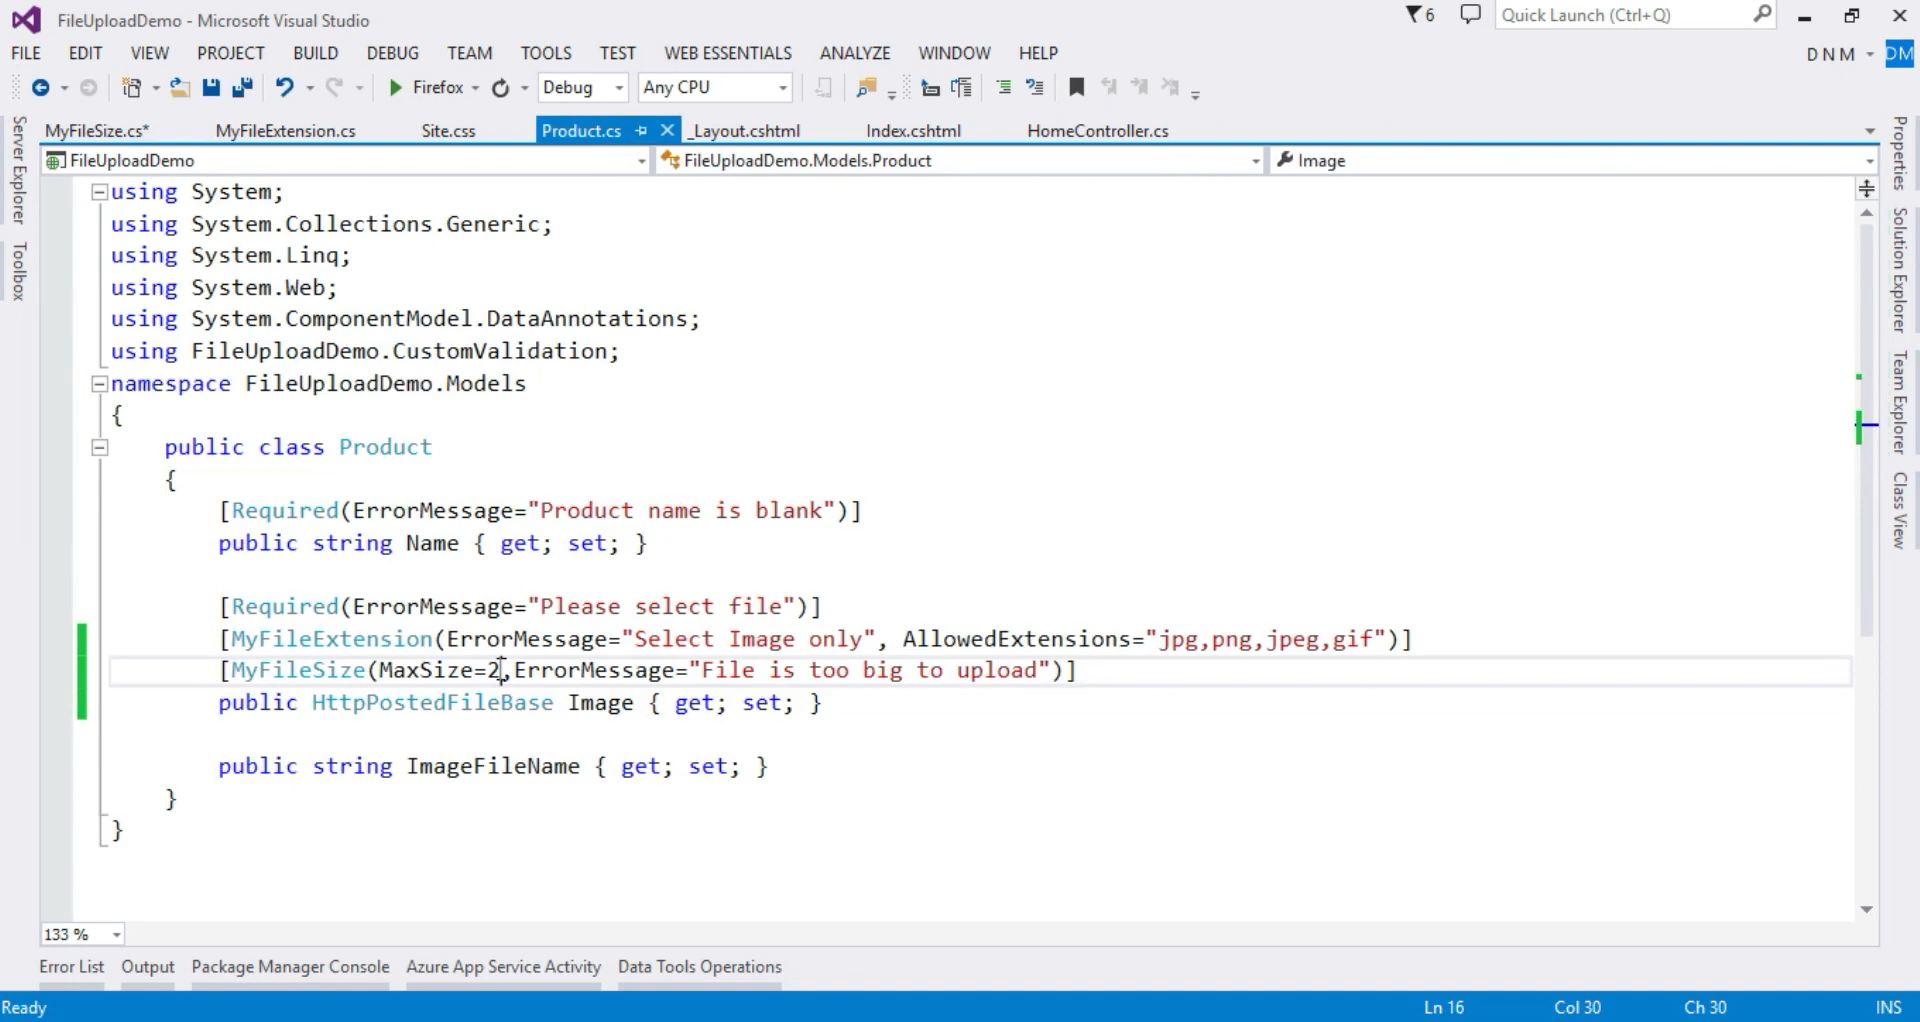 FileUploadDemo - Microsoft Visual Studio
6
Quick Launch (Ctrl+Q)
FILE EDIT VIEW PROJECT BUILD DEBUG TEAM TOOLS TEST WEB ESSENTIALS ANALYZE WINDOW HELP
D N M
DM
Firefox
Debug
Any CPU
MyFileSize.cs*
MyFileExtension.cs
Site.css
Product.cs
_Layout.cshtml
Index.cshtml
HomeController.cs
FileUploadDemo
FileUploadDemo.Models.Product
Image
Server Explorer
Toolbox
using System;
using System.Collections.Generic;
using System.Linq;
using System.Web;
using System.ComponentModel.DataAnnotations;
using FileUploadDemo.CustomValidation;
namespace FileUploadDemo.Models
{
public class Product
{
[Required(ErrorMessage="Product name is blank")]
public string Name { get; set; }
[Required(ErrorMessage="Please select file")]
[MyFileExtension(ErrorMessage="Select Image only", AllowedExtensions="jpg,png,jpeg,gif")]
[MyFileSize(MaxSize=2,ErrorMessage="File is too big to upload")]
public HttpPostedFileBase Image { get; set; }
public string ImageFileName { get; set; }
}
}
Properties
Solution Explorer
Team Explorer
Class View
133 %
Error List
Output
Package Manager Console
Azure App Service Activity
Data Tools Operations
Ready
Ln 16
Col 30
Ch 30
INS